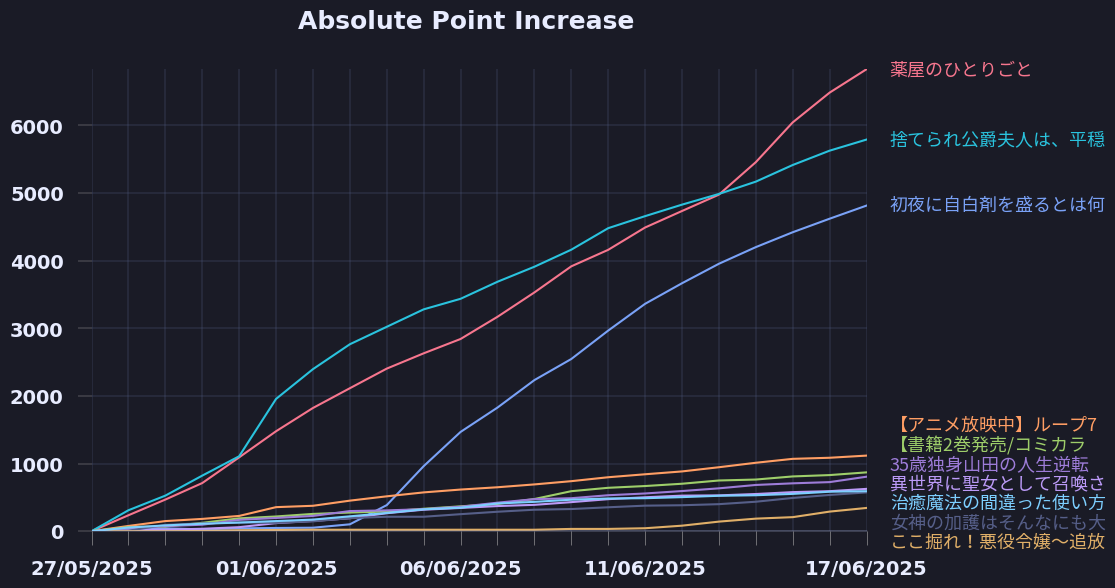 Absolute Point Increase
薬屋のひとりごと
6000
捨てられ公爵夫人は、平穏
5000
初夜に自白剤を盛るとは何
4000
3000
2000
【アニメ放映中】ループ7
【書籍2巻発売/コミカラ
1000
35歳独身山田の人生逆転
異世界に聖女として召喚さ
治癒魔法の間違った使い方
女神の加護はそんなにも大
0
ここ掘れ！悪役令嬢～追放
27/05/2025 01/06/2025 06/06/2025 11/06/2025 17/06/2025